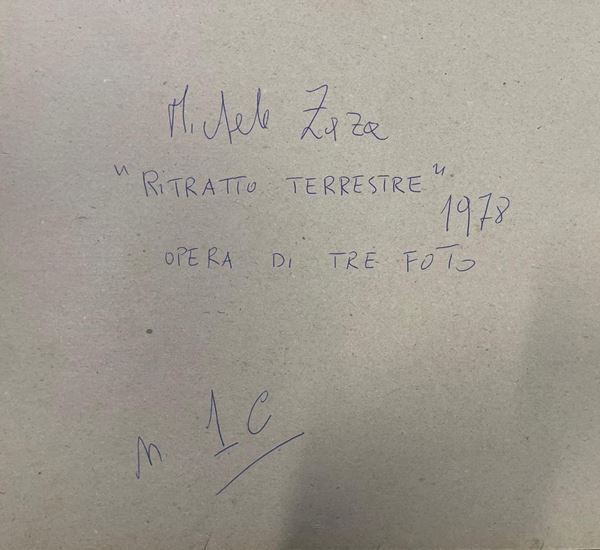 Michele Zaza
"RITRATTO TERRESTRE"
1978
OPERA DI TRE FOTO
n. 1C